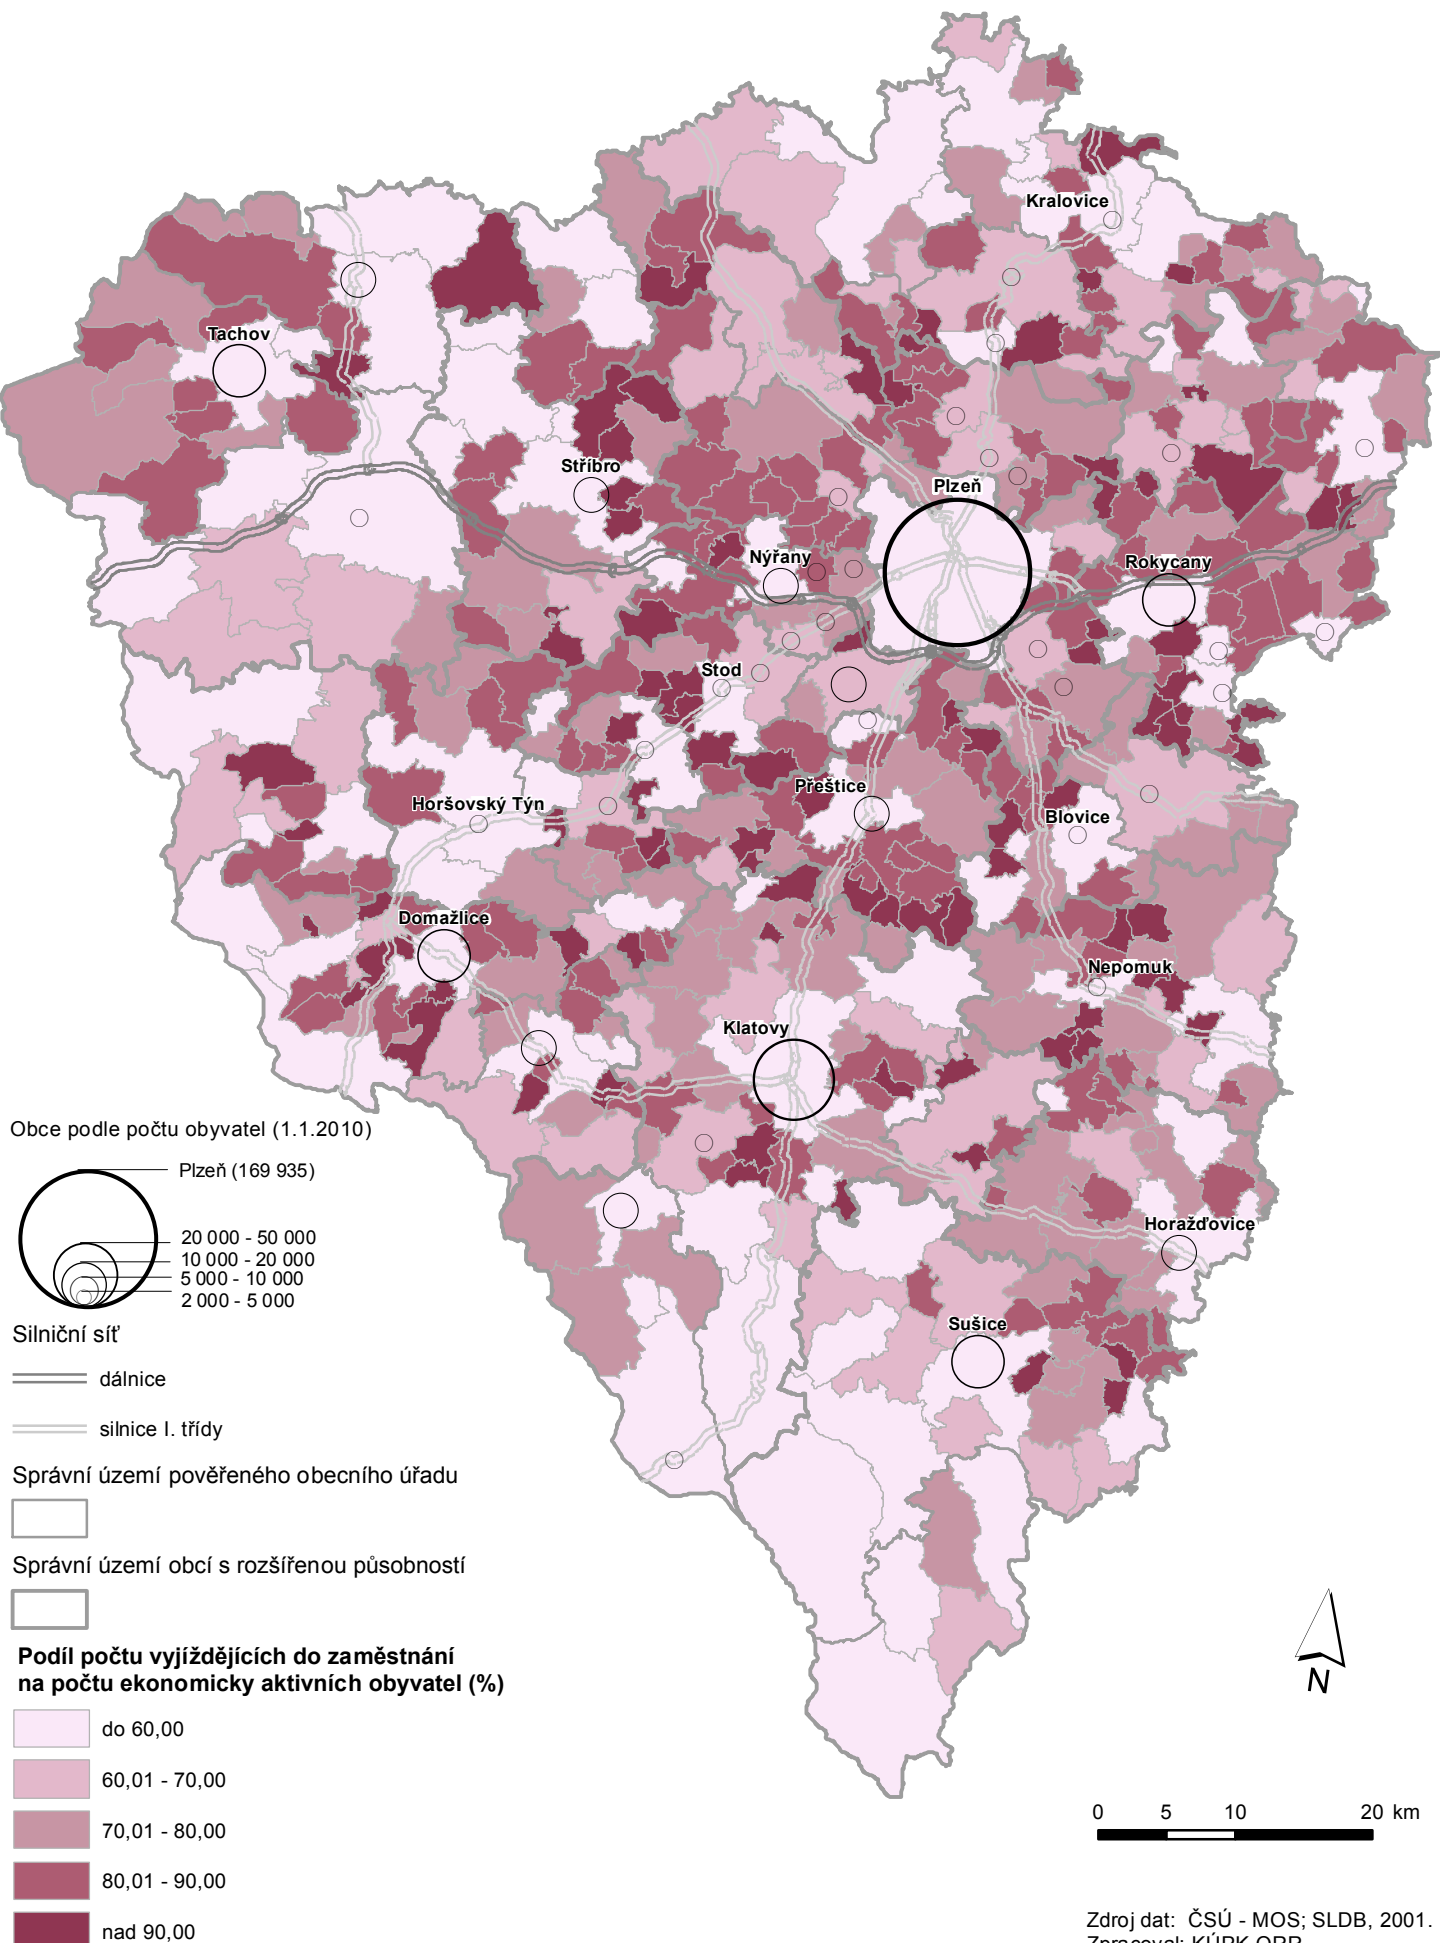 Kralovice
Tachov
Stříbro
Plzeň
Nýřany
Rokycany
Stod
Přeštice
Horšovský Týn
Blovice
Domažlice
Nepomuk
Klatovy
Horažďovice
Sušice
Obce podle počtu obyvatel (1.1.2010)
Plzeň (169 935)
20 000 - 50 000
10 000 - 20 000
5 000 - 10 000
2 000 - 5 000
Silniční síť
dálnice
silnice I. třídy
Správní území pověřeného obecního úřadu
Správní území obcí s rozšířenou působností
Podíl počtu vyjíždějících do zaměstnání
na počtu ekonomicky aktivních obyvatel (%)
do 60,00
60,01 - 70,00
70,01 - 80,00
80,01 - 90,00
nad 90,00
N
0 5 10 20 km
Zdroj dat: ČSÚ - MOS; SLDB, 2001.
Zpracoval: KÚPK ORR